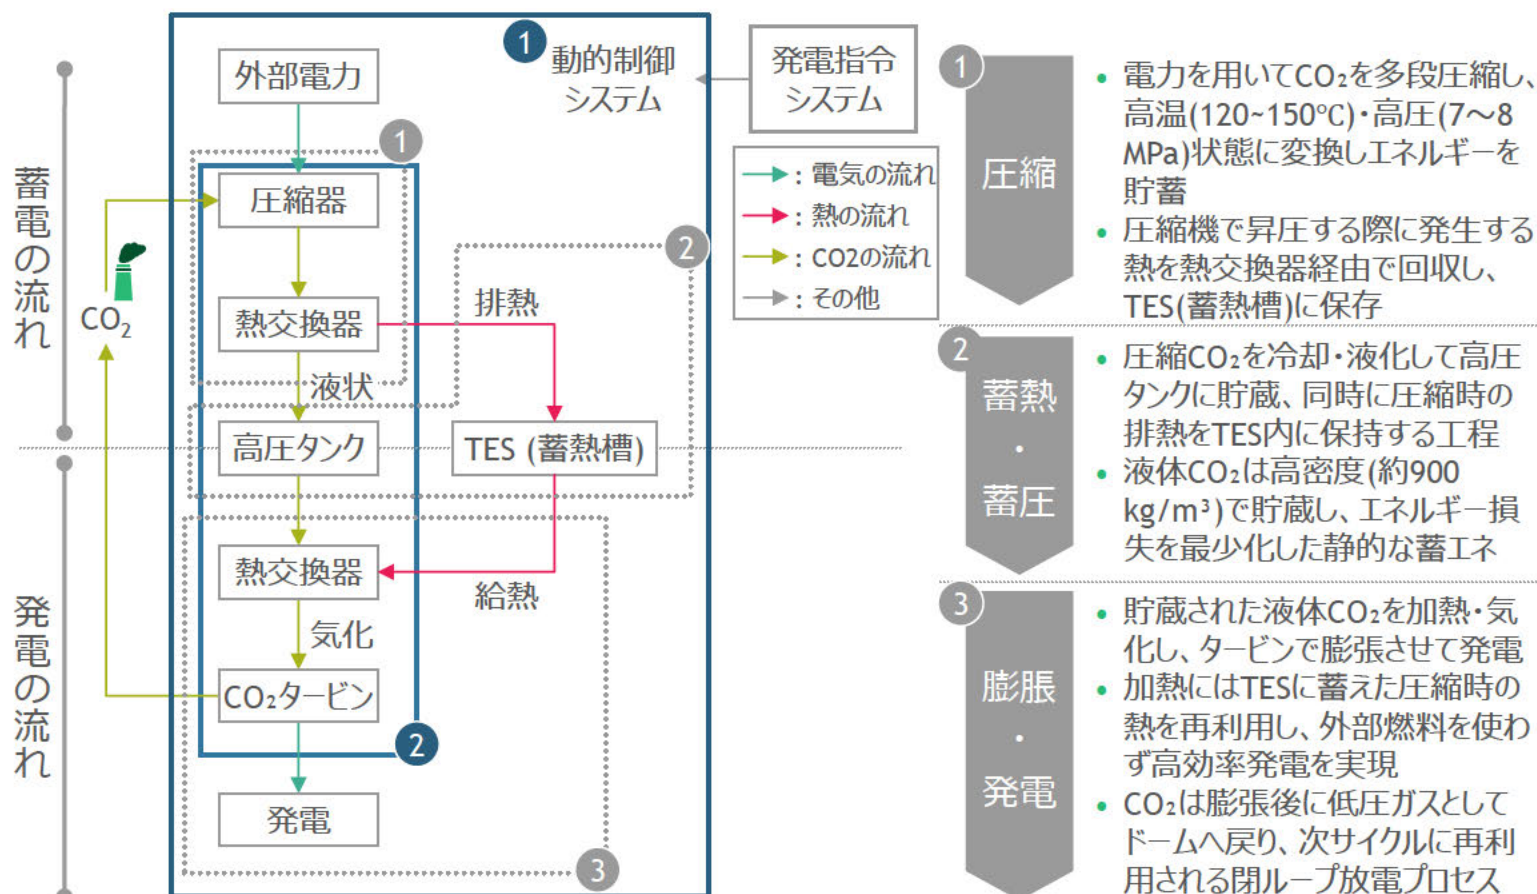 蓄電の流れ
発電の流れ
CO₂
1
動的制御
システム
発電指令
システム
外部電力
1
圧縮器
熱交換器
排熱
2
液状
高圧タンク
TES (蓄熱槽)
熱交換器
給熱
気化
CO₂タービン
2
発電
3
: 電気の流れ
: 熱の流れ
: CO2の流れ
: その他
1
圧縮
• 電力を用いてCO₂を多段圧縮し、
高温(120~150℃)・高圧(7～8
MPa)状態に変換しエネルギーを
貯蓄
• 圧縮機で昇圧する際に発生する
熱を熱交換器経由で回収し、
TES(蓄熱槽)に保存
2
蓄熱
・
蓄圧
• 圧縮CO₂を冷却・液化して高圧
タンクに貯蔵、同時に圧縮時の
排熱をTES内に保持する工程
• 液体CO₂は高密度(約900
kg/m³)で貯蔵し、エネルギー損
失を最少化した静的な蓄エネ
3
膨脹
・
発電
• 貯蔵された液体CO₂を加熱・気
化し、タービンで膨張させて発電
• 加熱にはTESに蓄えた圧縮時の
熱を再利用し、外部燃料を使わ
ず高効率発電を実現
• CO₂は膨張後に低圧ガスとして
ドームへ戻り、次サイクルに再利
用される閉ループ放電プロセス